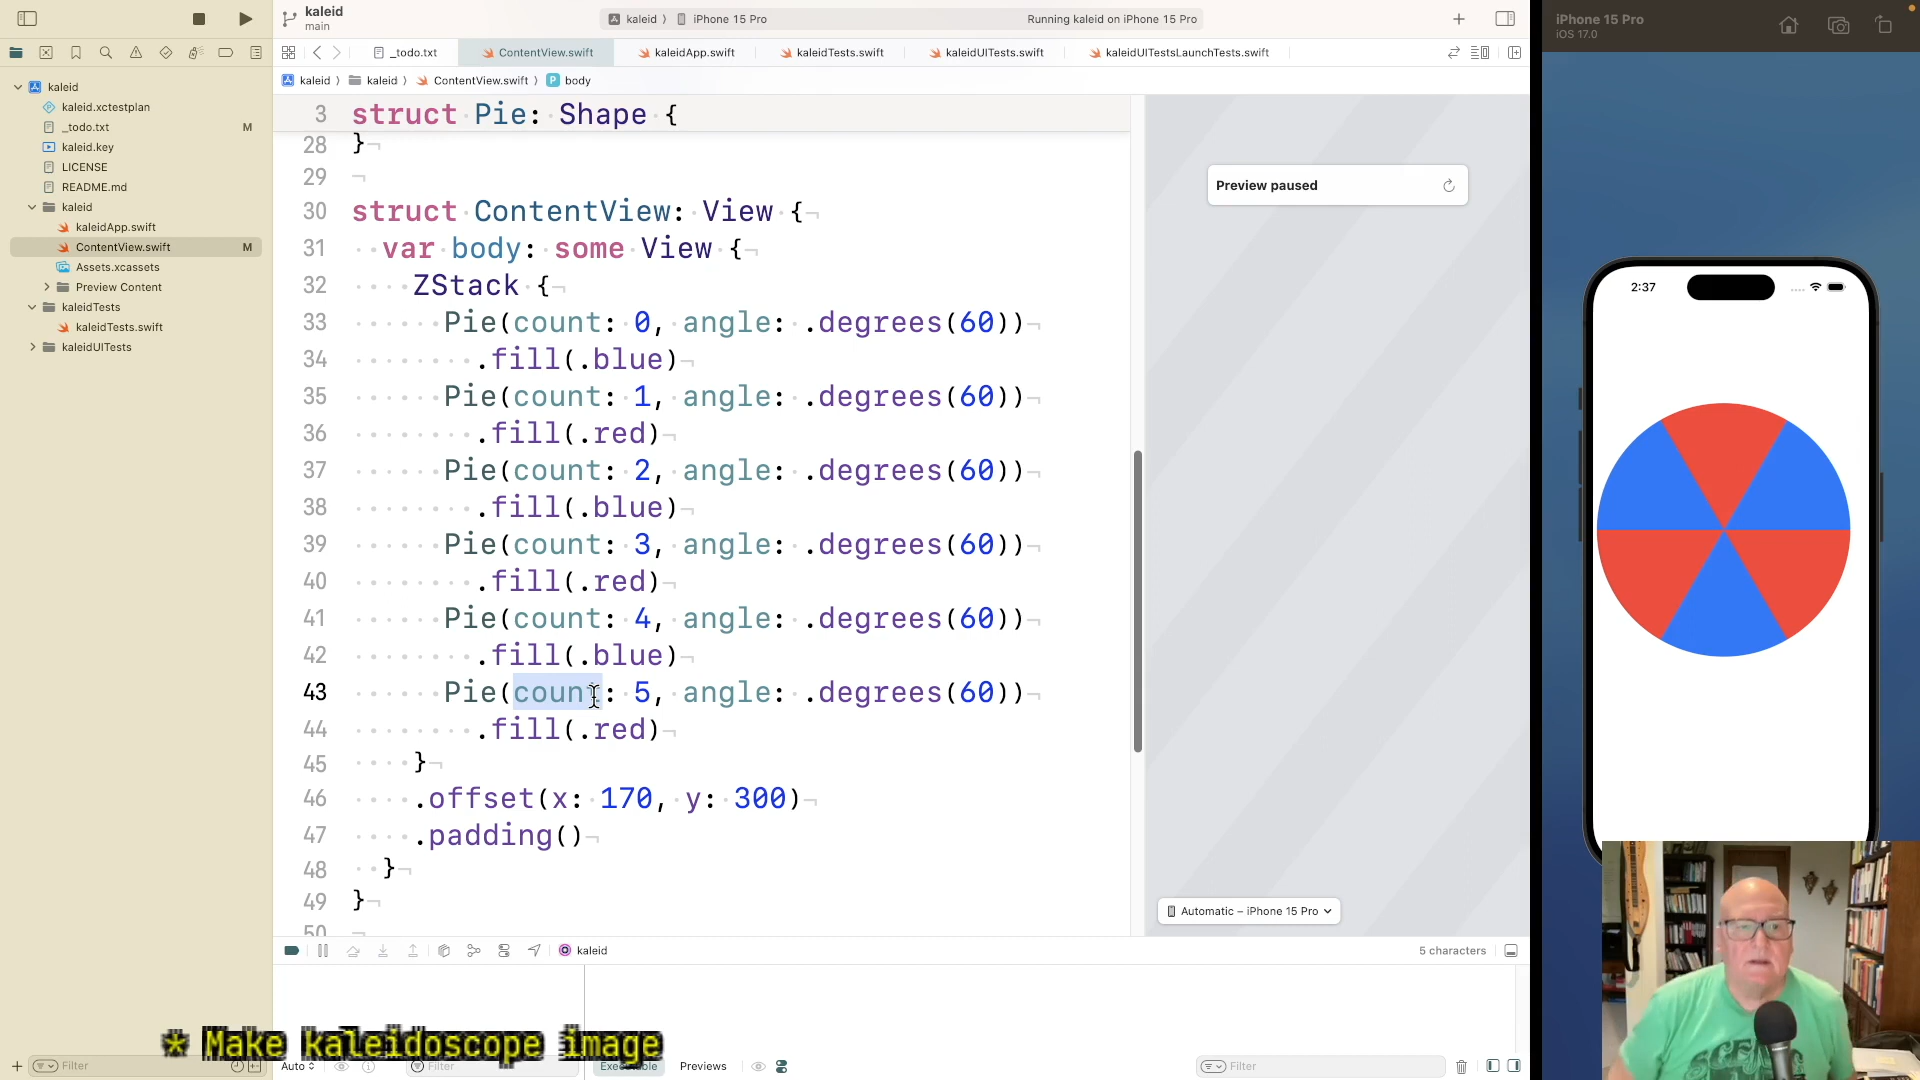 kaleid
main
kaleid ⟩ iPhone 15 Pro
Running kaleid on iPhone 15 Pro
iPhone 15 Pro
iOS 17.0
_todo.txt
ContentView.swift
kaleidApp.swift
kaleidTests.swift
kaleidUITests.swift
kaleidUITestsLaunchTests.swift
kaleid ⟩ kaleid ⟩ ContentView.swift ⟩ P body
kaleid
kaleid.xctestplan
_todo.txt M
kaleid.key
LICENSE
README.md
kaleid
kaleidApp.swift
ContentView.swift M
Assets.xcassets
Preview Content
kaleidTests
kaleidTests.swift
kaleidUITests
3 struct Pie: Shape {
28 }
29
30 struct ContentView: View {
31 var body: some View {
32 ZStack {
33 Pie(count: 0, angle: .degrees(60))
34 .fill(.blue)
35 Pie(count: 1, angle: .degrees(60))
36 .fill(.red)
37 Pie(count: 2, angle: .degrees(60))
38 .fill(.blue)
39 Pie(count: 3, angle: .degrees(60))
40 .fill(.red)
41 Pie(count: 4, angle: .degrees(60))
42 .fill(.blue)
43 Pie(count: 5, angle: .degrees(60))
44 .fill(.red)
45 }
46 .offset(x: 170, y: 300)
47 .padding()
48 }
49 }
50
Preview paused
2:37
Automatic – iPhone 15 Pro
kaleid
5 characters
* Make kaleidoscope image
Filter
Auto
Filter
Executable
Previews
Filter